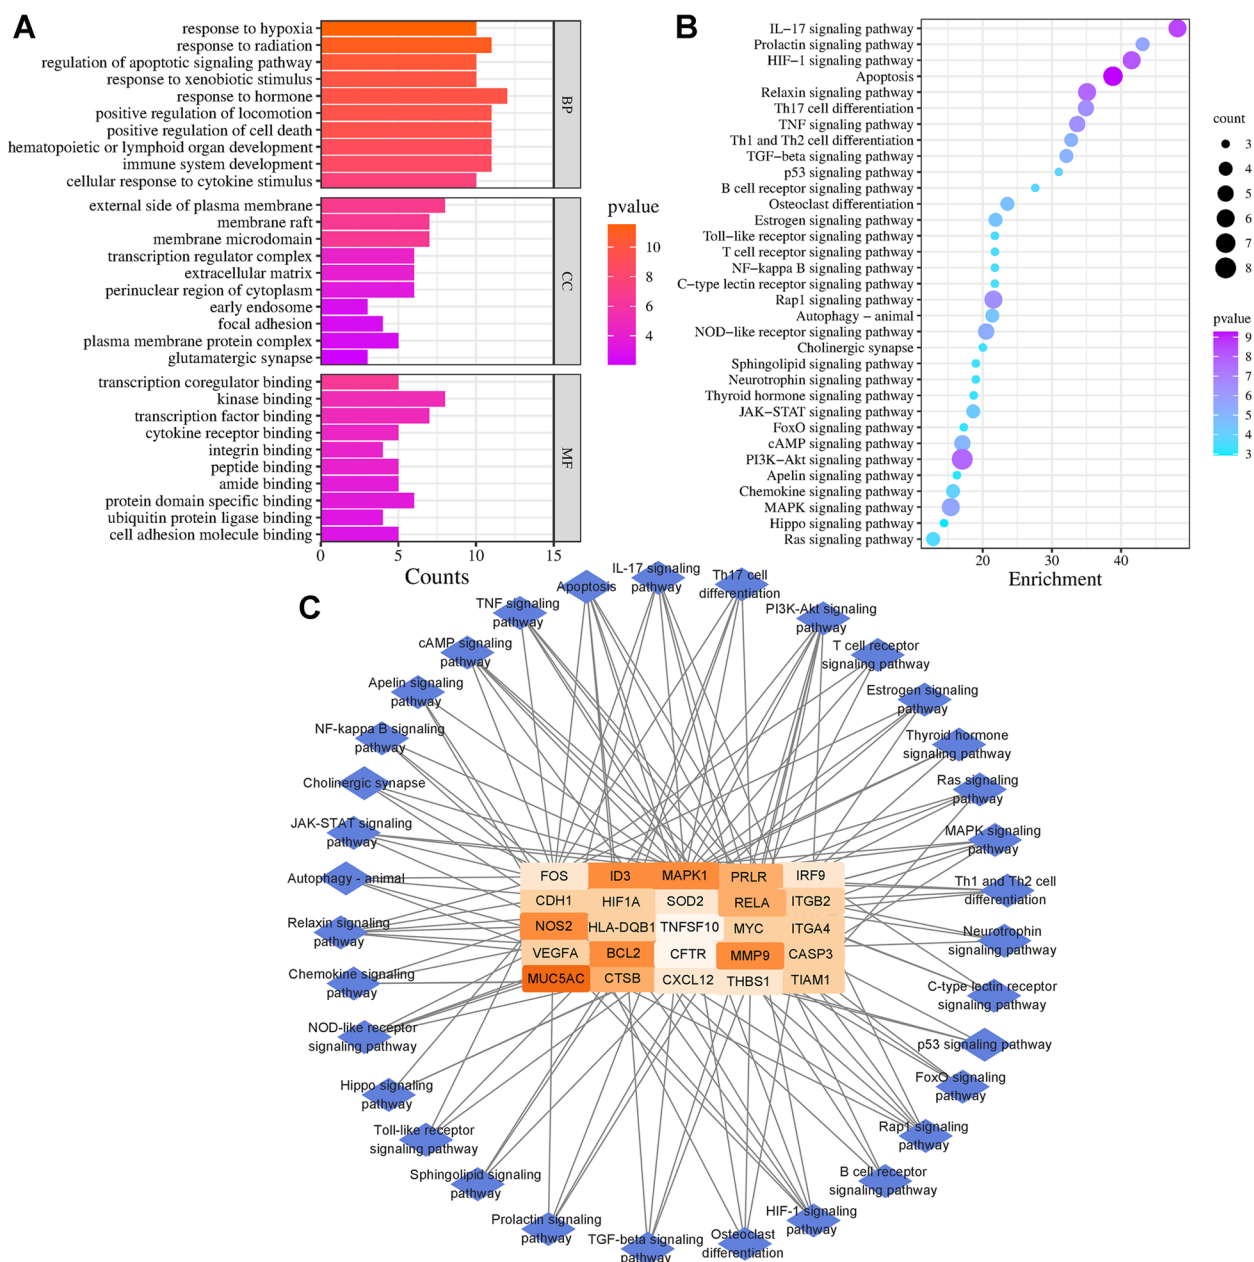 A
response to hypoxia
response to radiation
regulation of apoptotic signaling pathway
response to xenobiotic stimulus
response to hormone
positive regulation of locomotion
positive regulation of cell death
hematopoietic or lymphoid organ development
immune system development
cellular response to cytokine stimulus
BP
external side of plasma membrane
membrane raft
membrane microdomain
transcription regulator complex
extracellular matrix
perinuclear region of cytoplasm
early endosome
focal adhesion
plasma membrane protein complex
glutamatergic synapse
CC
transcription coregulator binding
kinase binding
transcription factor binding
cytokine receptor binding
integrin binding
peptide binding
amide binding
protein domain specific binding
ubiquitin protein ligase binding
cell adhesion molecule binding
MF
0 5 10 15
Counts
pvalue
10
8
6
4
B
IL−17 signaling pathway
Prolactin signaling pathway
HIF−1 signaling pathway
Apoptosis
Relaxin signaling pathway
Th17 cell differentiation
TNF signaling pathway
Th1 and Th2 cell differentiation
TGF−beta signaling pathway
p53 signaling pathway
B cell receptor signaling pathway
Osteoclast differentiation
Estrogen signaling pathway
Toll−like receptor signaling pathway
T cell receptor signaling pathway
NF−kappa B signaling pathway
C−type lectin receptor signaling pathway
Rap1 signaling pathway
Autophagy − animal
NOD−like receptor signaling pathway
Cholinergic synapse
Sphingolipid signaling pathway
Neurotrophin signaling pathway
Thyroid hormone signaling pathway
JAK−STAT signaling pathway
FoxO signaling pathway
cAMP signaling pathway
PI3K−Akt signaling pathway
Apelin signaling pathway
Chemokine signaling pathway
MAPK signaling pathway
Hippo signaling pathway
Ras signaling pathway
20 30 40
Enrichment
count
3
4
5
6
7
8
pvalue
9
8
7
6
5
4
3
C
IL-17 signaling
pathway
Th17 cell
differentiation
PI3K-Akt signaling
pathway
T cell receptor
signaling pathway
Estrogen signaling
pathway
Thyroid hormone
signaling pathway
Ras signaling
pathway
MAPK signaling
pathway
Th1 and Th2 cell
differentiation
Neurotrophin
signaling pathway
C-type lectin receptor
signaling pathway
p53 signaling pathway
FoxO signaling
pathway
Rap1 signaling
pathway
B cell receptor
signaling pathway
HIF-1 signaling
pathway
Osteoclast
differentiation
TGF-beta signaling
pathway
Prolactin signaling
pathway
Sphingolipid signaling
pathway
Toll-like receptor
signaling pathway
Hippo signaling
pathway
NOD-like receptor
signaling pathway
Chemokine signaling
pathway
Relaxin signaling
pathway
Autophagy - animal
JAK-STAT signaling
pathway
Cholinergic synapse
NF-kappa B signaling
pathway
Apelin signaling
pathway
cAMP signaling
pathway
TNF signaling
pathway
Apoptosis
FOS ID3 MAPK1 PRLR IRF9
CDH1 HIF1A SOD2 RELA ITGB2
NOS2 HLA-DQB1 TNFSF10 MYC ITGA4
VEGFA BCL2 CFTR MMP9 CASP3
MUC5AC CTSB CXCL12 THBS1 TIAM1